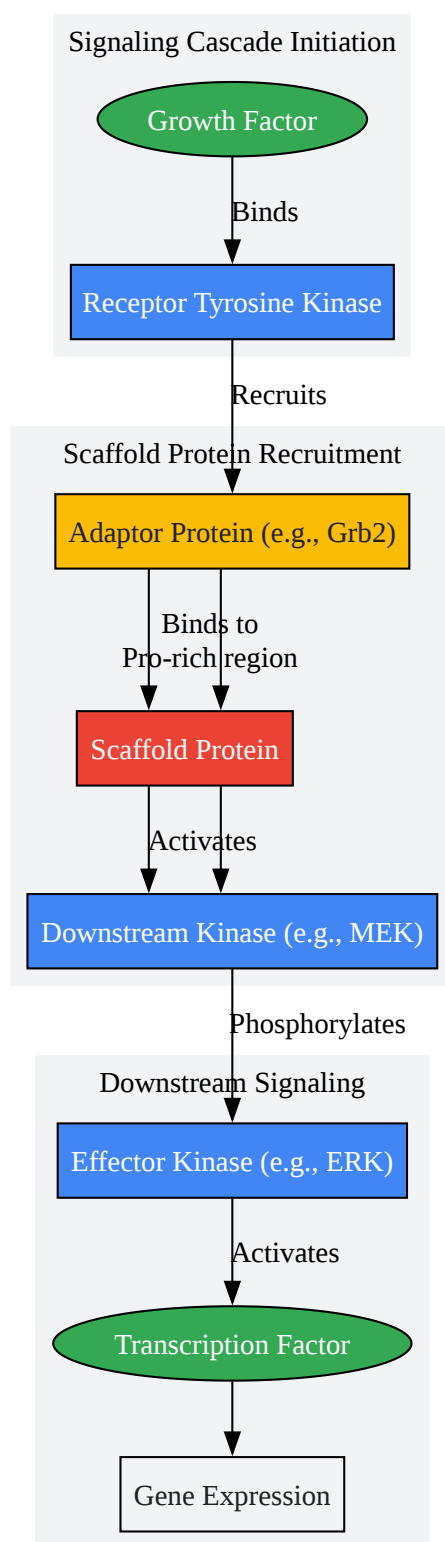 Signaling Cascade Initiation
Growth Factor
Binds
Receptor Tyrosine Kinase
Recruits
Scaffold Protein Recruitment
Adaptor Protein (e.g., Grb2)
Binds to
Pro-rich region
Scaffold Protein
Activates
Downstream Kinase (e.g., MEK)
Phosphorylates
Downstream Signaling
Effector Kinase (e.g., ERK)
Activates
Transcription Factor
Gene Expression